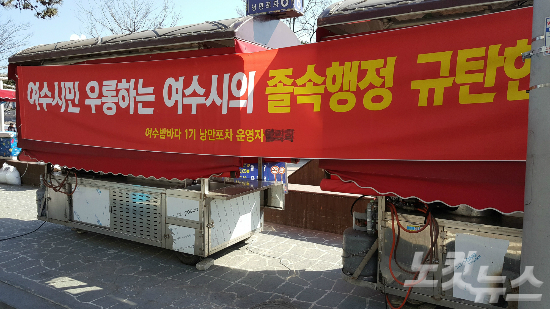 여수시민 우롱하는 여수시의 졸속행정 규탄한
여수밤바다 1기 낭만포차 운영자
노컷뉴스